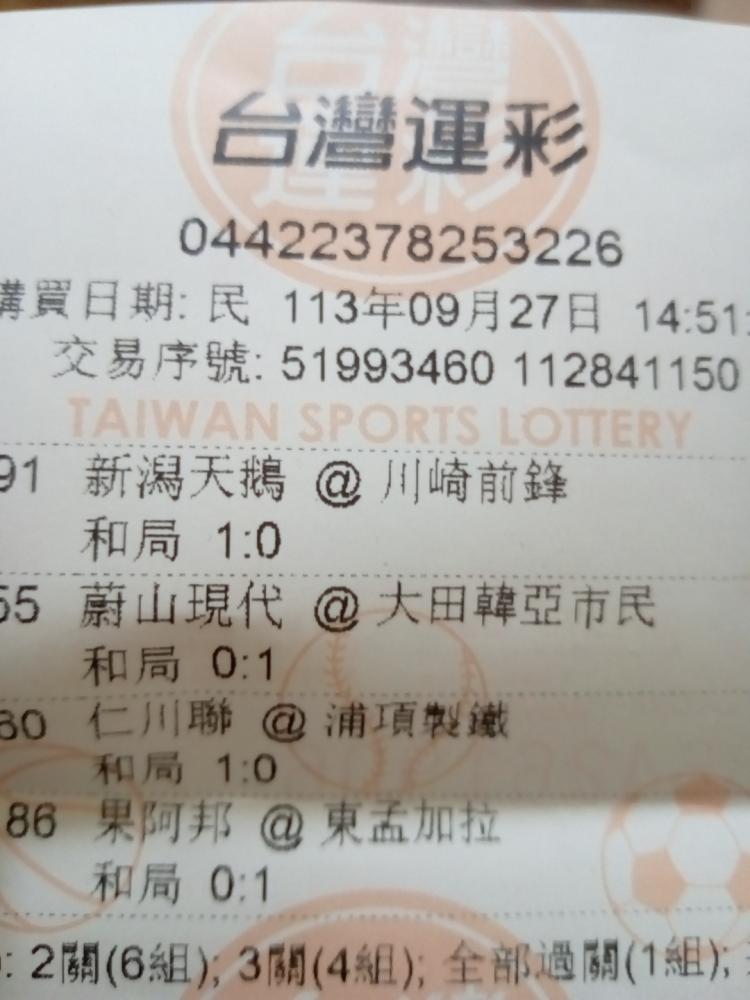 台灣運彩
04422378253226
購買日期: 民 113年09月27日 14:51:
交易序號: 51993460 112841150
TAIWAN SPORTS LOTTERY
91 新潟天鵝 @ 川崎前鋒
和局 1:0
55 蔚山現代 @ 大田韓亞市民
和局 0:1
80 仁川聯 @ 浦項製鐵
和局 1:0
86 果阿邦 @ 東孟加拉
和局 0:1
: 2關(6組); 3關(4組); 全部過關(1組);